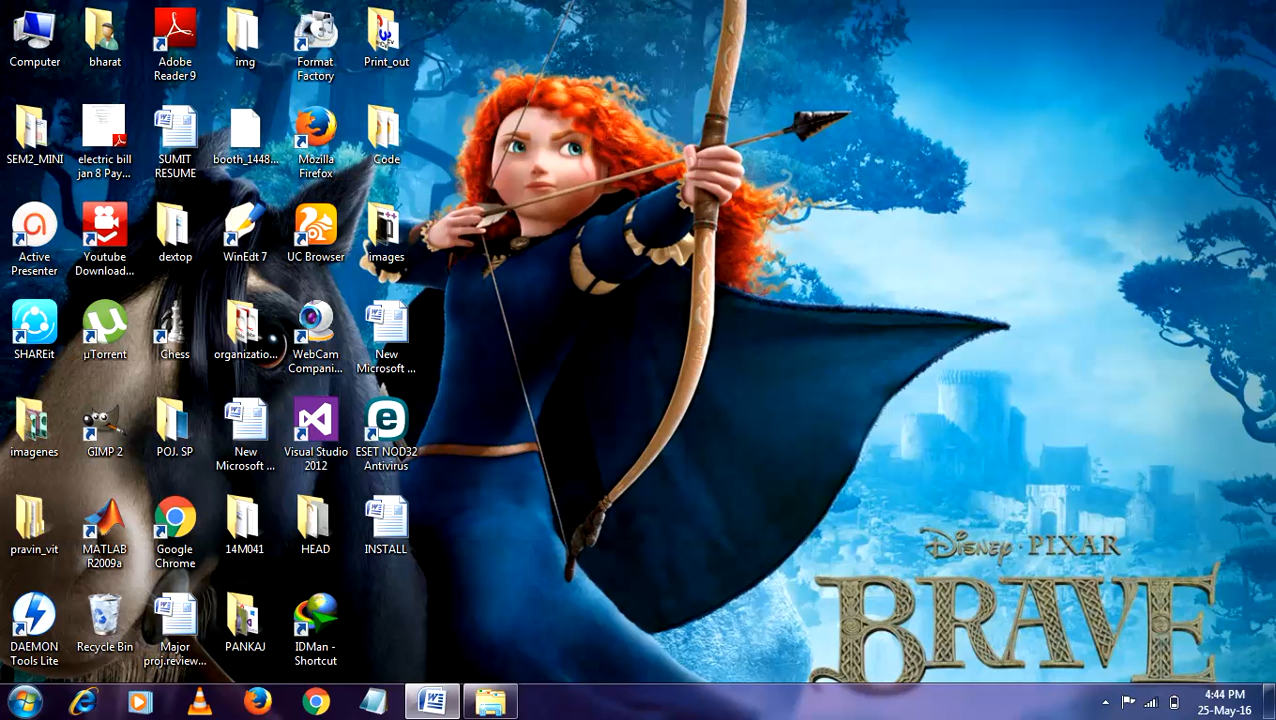 Computer
bharat
Adobe
Reader 9
img
Format
Factory
Print_out
SEM2_MINI
electric bill
jan 8 Pay...
SUMIT
RESUME
booth_1448...
Mozilla
Firefox
Code
Active
Presenter
Youtube
Download...
dextop
WinEdt 7
UC Browser
images
SHAREit
µTorrent
Chess
organizatio...
WebCam
Compani...
New
Microsoft ...
imagenes
GIMP 2
POJ. SP
New
Microsoft ...
Visual Studio
2012
ESET NOD32
Antivirus
pravin_vit
MATLAB
R2009a
Google
Chrome
14M041
HEAD
INSTALL
DAEMON
Tools Lite
Recycle Bin
Major
proj.review...
PANKAJ
IDMan -
Shortcut
DISNEY · PIXAR
BRAVE
4:44 PM
25-May-16